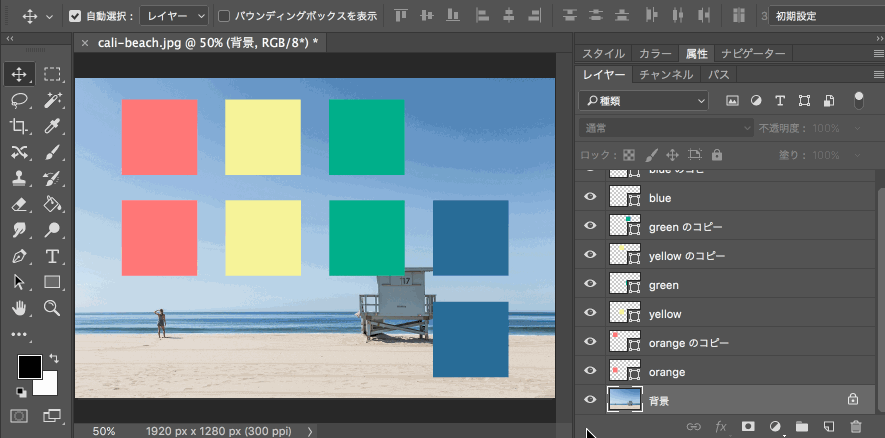 自動選択： レイヤー バウンディングボックスを表示 3 初期設定
cali-beach.jpg @ 50% (背景, RGB/8*) *
'17
50% 1920 px x 1280 px (300 ppi)
スタイル カラー 属性 ナビゲーター
レイヤー チャンネル パス
種類
通常 不透明度： 100%
ロック： 塗り： 100%
blue のコピー
blue
green のコピー
yellow のコピー
green
yellow
orange のコピー
orange
背景
fx